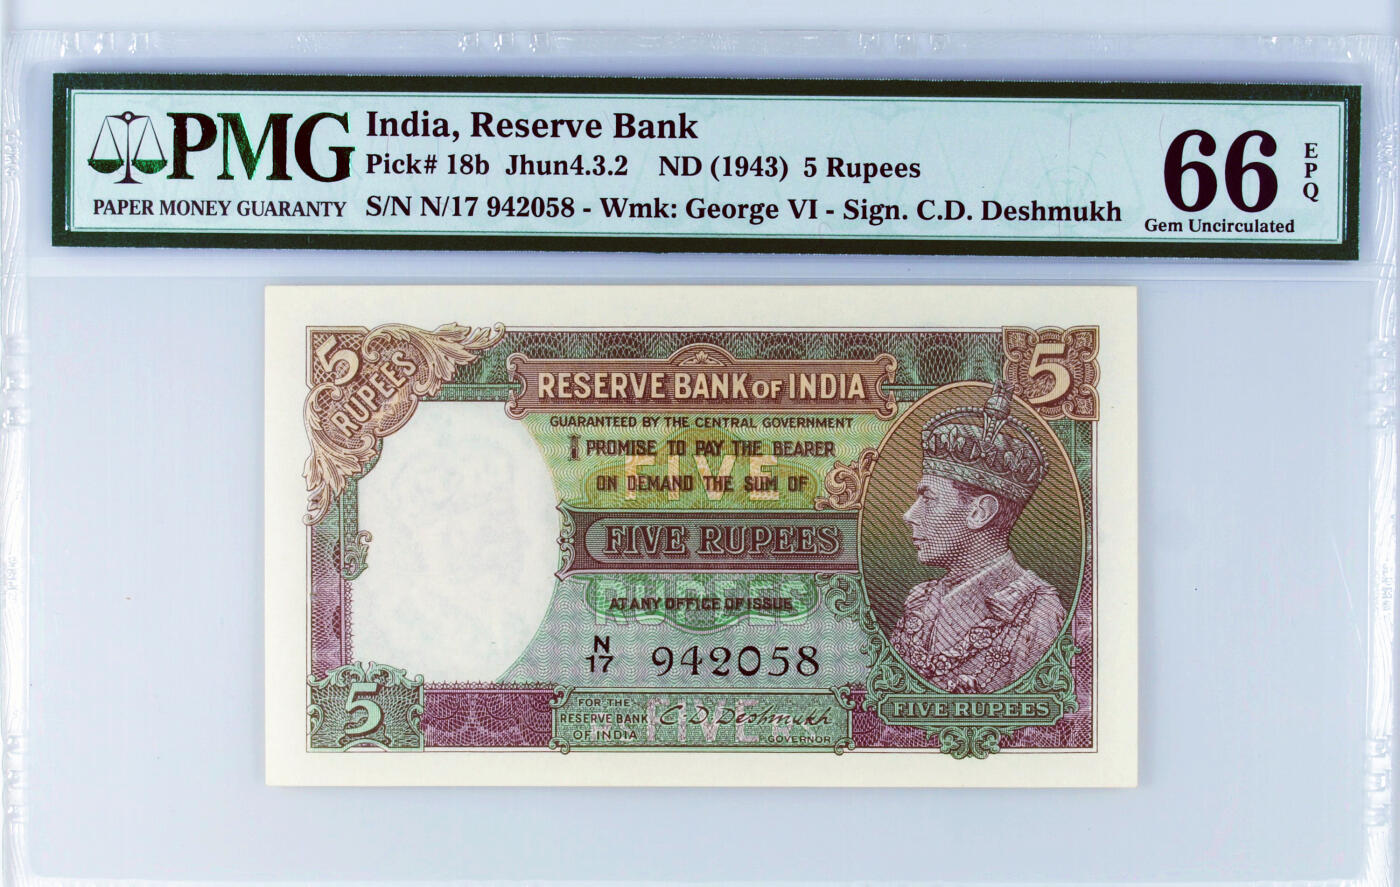 PMG
PAPER MONEY GUARANTY
India, Reserve Bank
Pick# 18b Jhun4.3.2 ND (1943) 5 Rupees
S/N N/17 942058 - Wmk: George VI - Sign. C.D. Deshmukh
66
EPQ
Gem Uncirculated
5
RUPEES
RESERVE BANK OF INDIA
5
GUARANTEED BY THE CENTRAL GOVERNMENT
I PROMISE TO PAY THE BEARER
FIVE
ON DEMAND THE SUM OF
FIVE RUPEES
RUPEES
AT ANY OFFICE OF ISSUE
N/17 942058
5
FOR THE
RESERVE BANK
OF INDIA
C. D. Deshmukh
GOVERNOR
FIVE
FIVE RUPEES